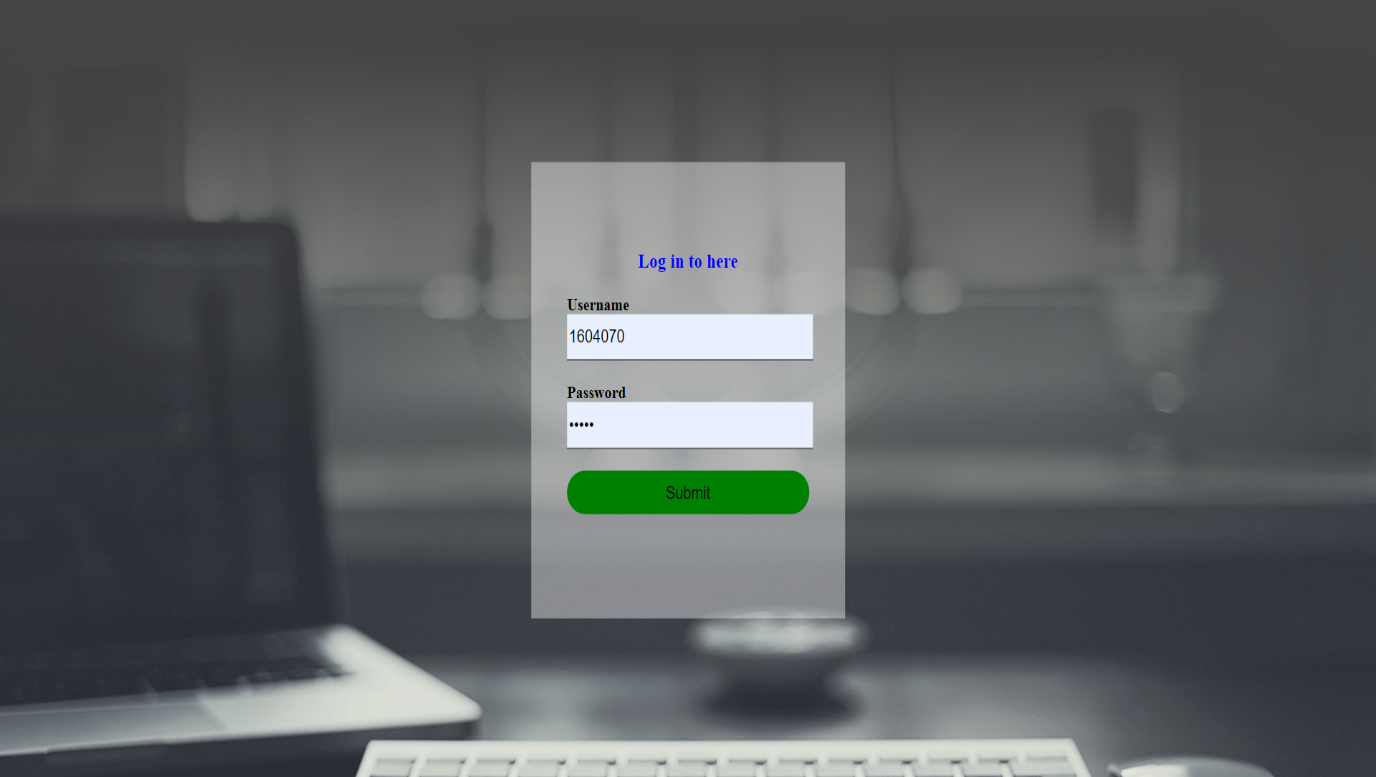 Log in to here
Username
1604070
Password
•••••
Submit